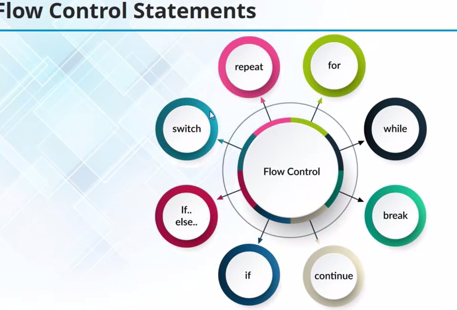 Flow Control Statements
repeat
for
switch
while
Flow Control
If..
else..
break
if
continue